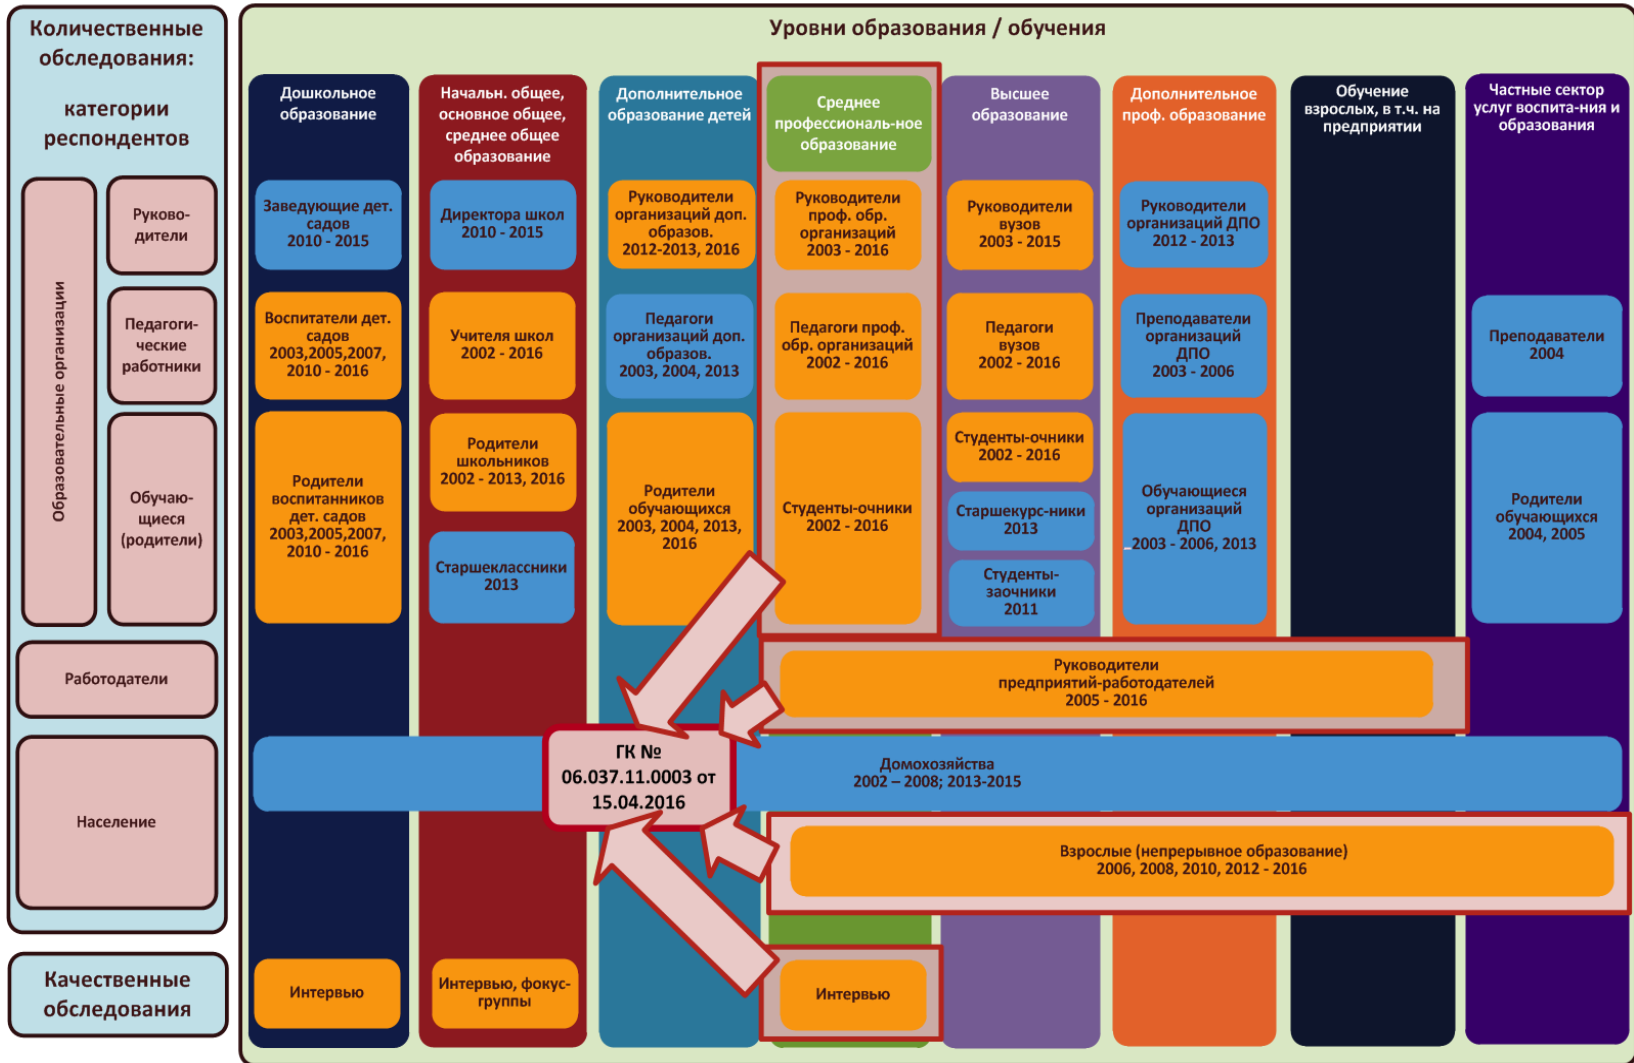 Количественные
обследования:
категории
респондентов
Образовательные организации
Руково-
дители
Педагоги-
ческие
работники
Обучаю-
щиеся
(родители)
Работодатели
Население
Качественные
обследования
Уровни образования / обучения
Дошкольное
образование
Заведующие дет.
садов
2010 - 2015
Воспитатели дет.
садов
2003,2005,2007,
2010 - 2016
Родители
воспитанников
дет. садов
2003,2005,2007,
2010 - 2016
Интервью
Начальн. общее,
основное общее,
среднее общее
образование
Директора школ
2010 - 2015
Учителя школ
2002 - 2016
Родители
школьников
2002 - 2013, 2016
Старшеклассники
2013
Интервью, фокус-
группы
Дополнительное
образование детей
Руководители
организаций доп.
образов.
2012-2013, 2016
Педагоги
организаций доп.
образов.
2003, 2004, 2013
Родители
обучающихся
2003, 2004, 2013,
2016
Среднее
профессиональ-ное
образование
Руководители
проф. обр.
организаций
2003 - 2016
Педагоги проф.
обр. организаций
2002 - 2016
Студенты-очники
2002 - 2016
Интервью
Высшее
образование
Руководители
вузов
2003 - 2015
Педагоги
вузов
2002 - 2016
Студенты-очники
2002 - 2016
Старшекурс-ники
2013
Студенты-
заочники
2011
Дополнительное
проф. образование
Руководители
организаций ДПО
2012 - 2013
Преподаватели
организаций
ДПО
2003 - 2006
Обучающиеся
организаций
ДПО
2003 - 2006, 2013
Обучение
взрослых, в т.ч. на
предприятии
Частные сектор
услуг воспита-ния и
образования
Преподаватели
2004
Родители
обучающихся
2004, 2005
Руководители
предприятий-работодателей
2005 - 2016
ГК №
06.037.11.0003 от
15.04.2016
Домохозяйства
2002 – 2008; 2013-2015
Взрослые (непрерывное образование)
2006, 2008, 2010, 2012 - 2016